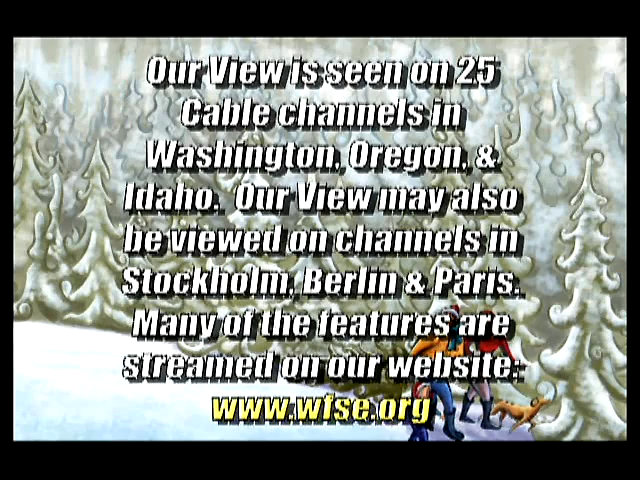 Our View is seen on 25
Cable channels in
Washington, Oregon, &
Idaho.  Our View may also
be viewed on channels in
Stockholm, Berlin & Paris.
Many of the features are
streamed on our website:
www.wfse.org